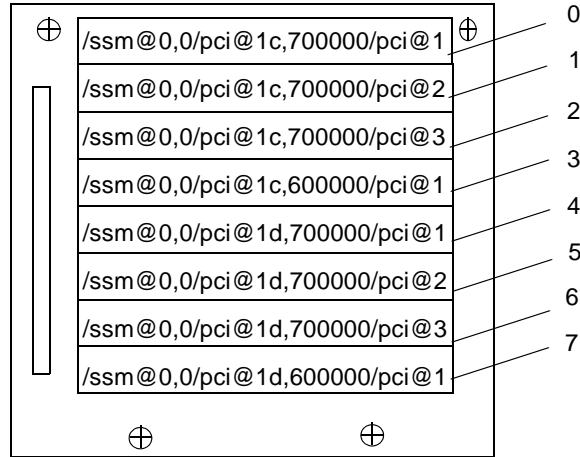 /ssm@0,0/pci@1c,700000/pci@1 0
/ssm@0,0/pci@1c,700000/pci@2 1
/ssm@0,0/pci@1c,700000/pci@3 2
/ssm@0,0/pci@1c,600000/pci@1 3
/ssm@0,0/pci@1d,700000/pci@1 4
/ssm@0,0/pci@1d,700000/pci@2 5
/ssm@0,0/pci@1d,700000/pci@3 6
/ssm@0,0/pci@1d,600000/pci@1 7